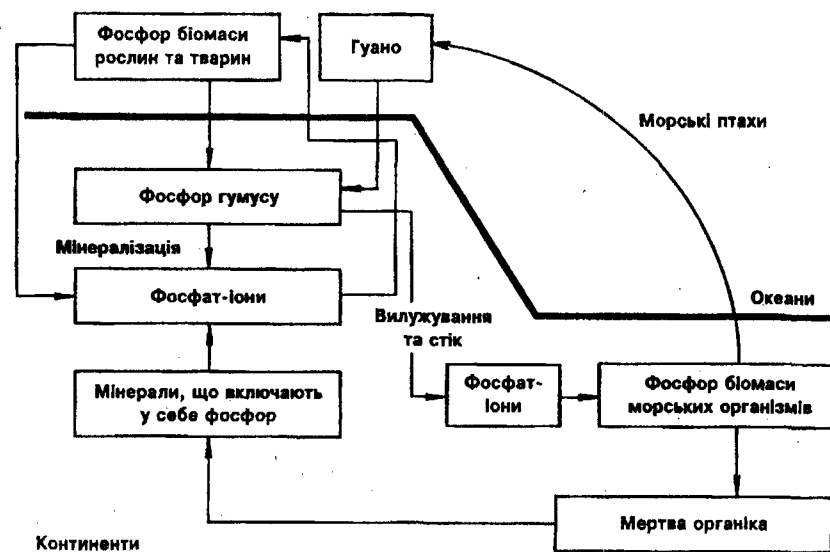 Фосфор біомаси
рослин та тварин
Гуано
Морські птахи
Фосфор гумусу
Мінералізація
Фосфат-іони
Океани
Вилужування
та стік
Мінерали, що включають
у себе фосфор
Фосфат-
іони
Фосфор біомаси
морських організмів
Мертва органіка
Континенти